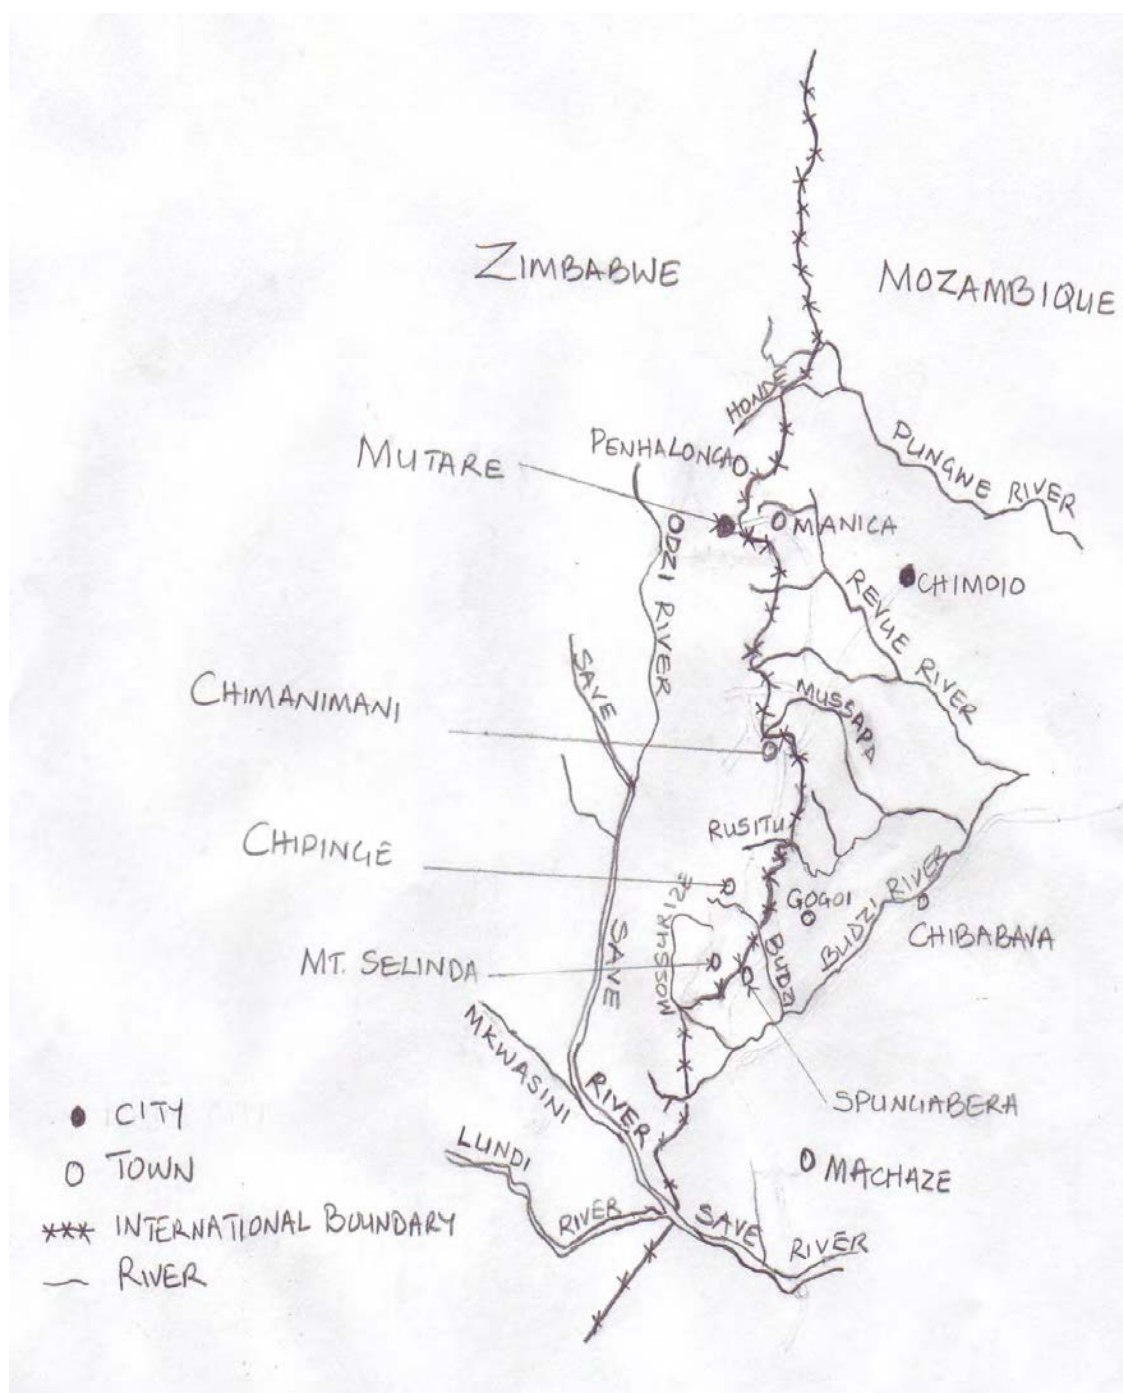 ZIMBABWE
MOZAMBIQUE
HONDE
PUNGWE RIVER
PENHALONGA
MUTARE
MANICA
ODZI RIVER
CHIMOIO
REVUE RIVER
SAVE
CHIMANIMANI
MUSSAPA
RUSITU
CHIPINGE
GOGOI
BUDZI RIVER
CHIBABAVA
MOSSURIZE
BUDZI
SAVE
MT. SELINDA
MKWASINI
RIVER
SPUNGABERA
LUNDI
RIVER
MACHAZE
SAVE
RIVER
CITY
TOWN
*** INTERNATIONAL BOUNDARY
RIVER